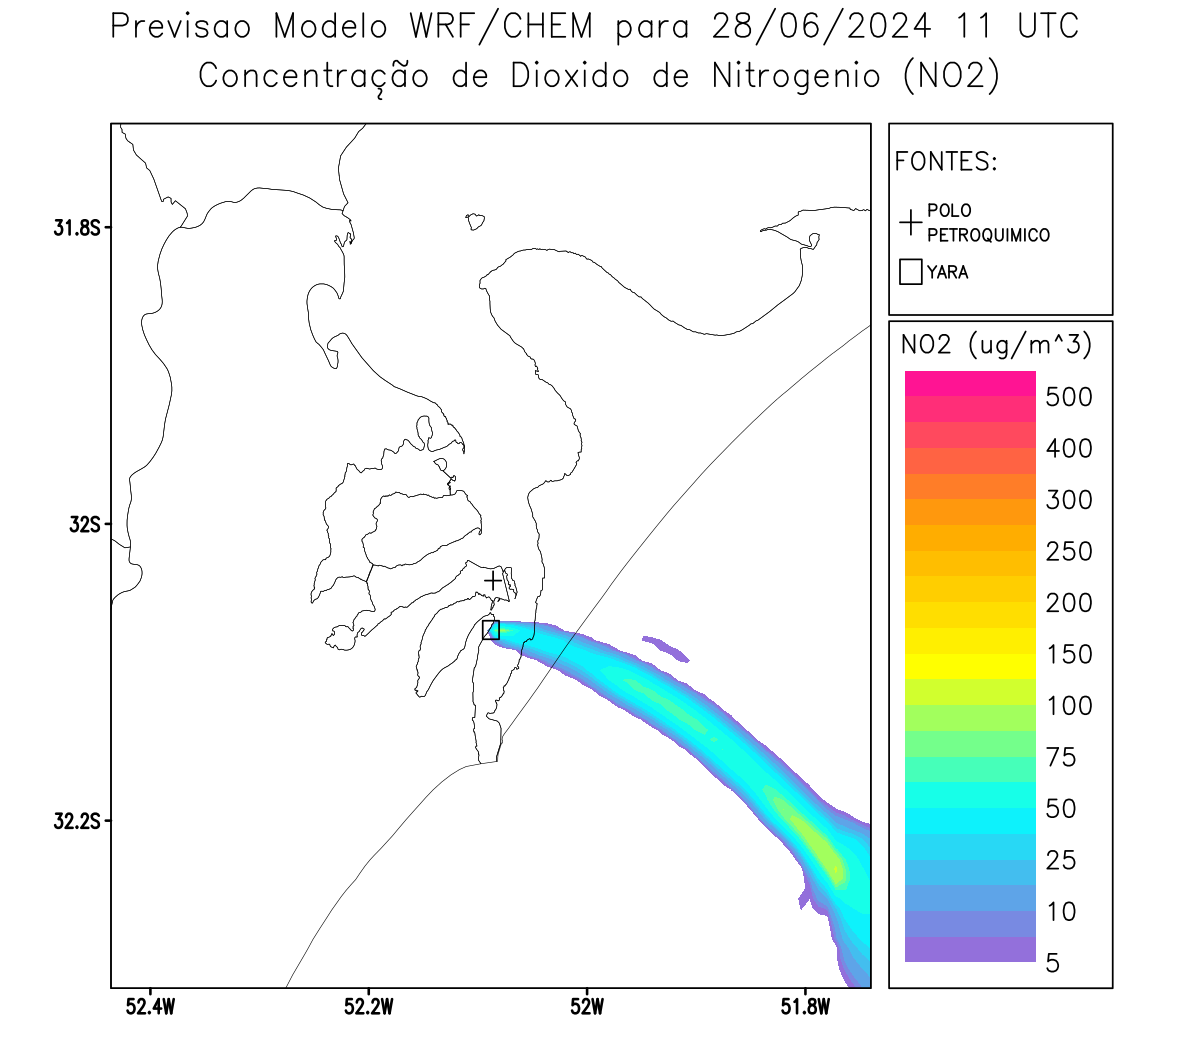 Previsao Modelo WRF/CHEM para 28/06/2024 11 UTC
Concentração de Dioxido de Nitrogenio (NO2)
FONTES:
POLO
PETROQUIMICO
YARA
NO2 (ug/m^3)
500
400
300
250
200
150
100
75
50
25
10
5
31.8S
32S
32.2S
52.4W
52.2W
52W
51.8W